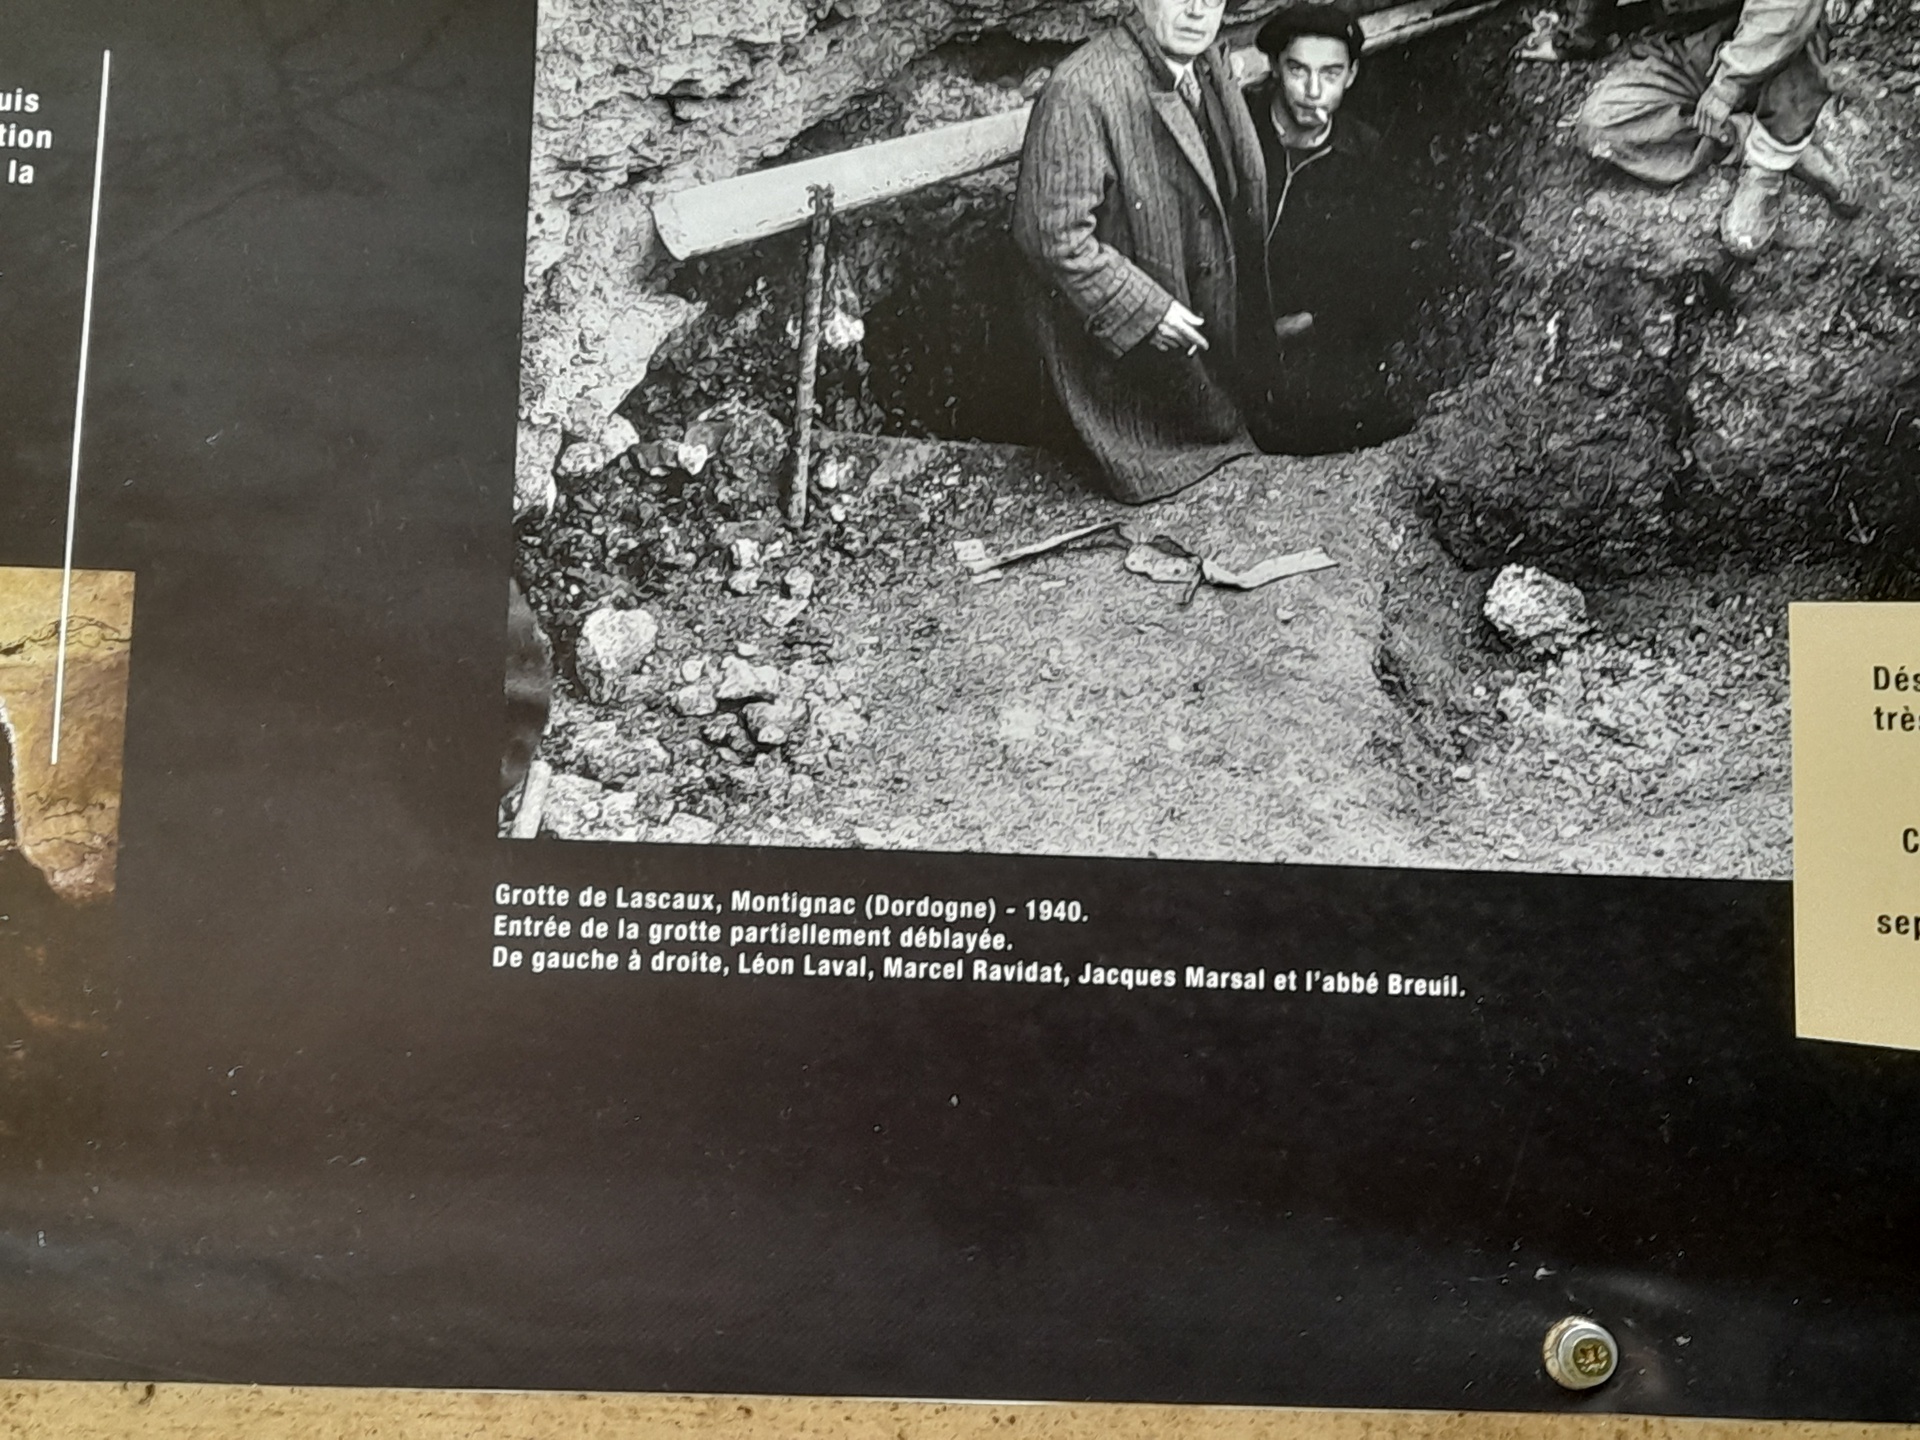 uis
tion
la
Grotte de Lascaux, Montignac (Dordogne) - 1940.
Entrée de la grotte partiellement déblayée.
De gauche à droite, Léon Laval, Marcel Ravidat, Jacques Marsal et l'abbé Breuil.
Dés
très
C
sep